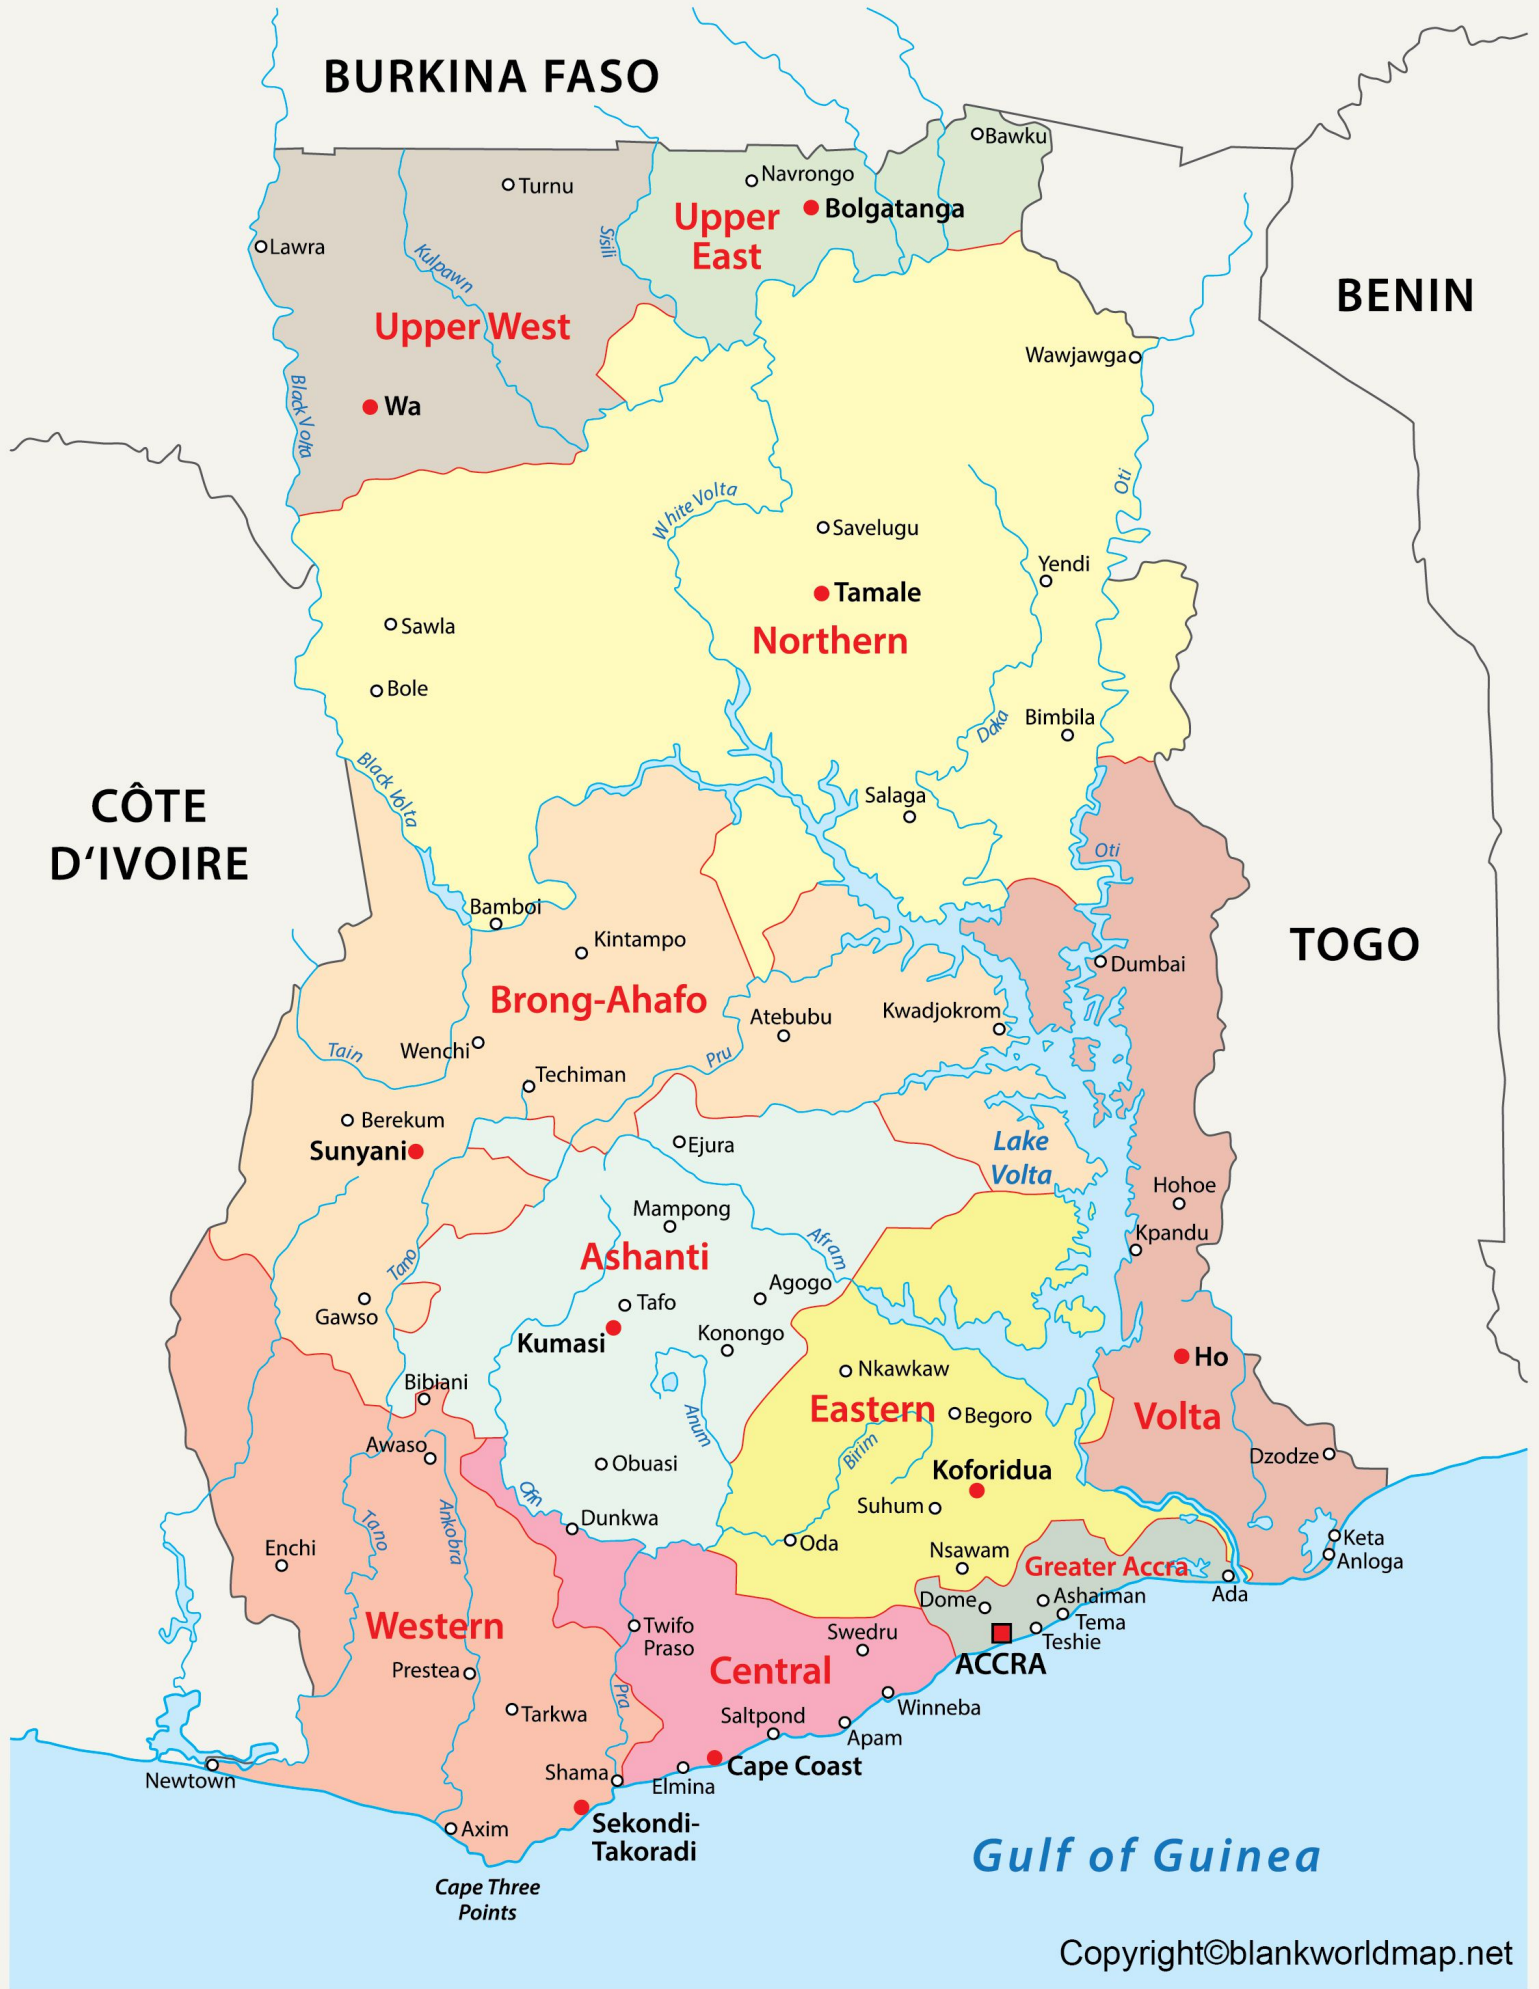 BURKINA FASO
Bawku
Navrongo
Turnu
Bolgatanga
Upper
East
Sisili
Lawra
Kulpawn
BENIN
Upper West
Wawjawga
Black Volta
Wa
Oti
White Volta
Savelugu
Yendi
Tamale
Sawla
Northern
Bole
Bimbila
Daka
Black Volta
CÔTE
D‘IVOIRE
Salaga
Oti
Bamboi
Kintampo
TOGO
Dumbai
Brong-Ahafo
Atebubu
Kwadjokrom
Wenchi
Tain
Pru
Techiman
Berekum
Sunyani
Ejura
Lake
Volta
Hohoe
Mampong
Kpandu
Ashanti
Afram
Tano
Agogo
Gawso
Tafo
Kumasi
Konongo
Ho
Nkawkaw
Bibiani
Eastern
Begoro
Volta
Anum
Awaso
Birim
Dzodze
Obuasi
Koforidua
Ofin
Suhum
Dunkwa
Tano
Ankobra
Oda
Keta
Enchi
Nsawam
Anloga
Greater Accra
Ada
Dome
Ashaiman
Tema
Western
Twifo
Praso
Swedru
Teshie
ACCRA
Prestea
Central
Pra
Tarkwa
Saltpond
Winneba
Apam
Newtown
Shama
Elmina
Cape Coast
Axim
Sekondi-
Takoradi
Gulf of Guinea
Cape Three
Points
Copyright©blankworldmap.net